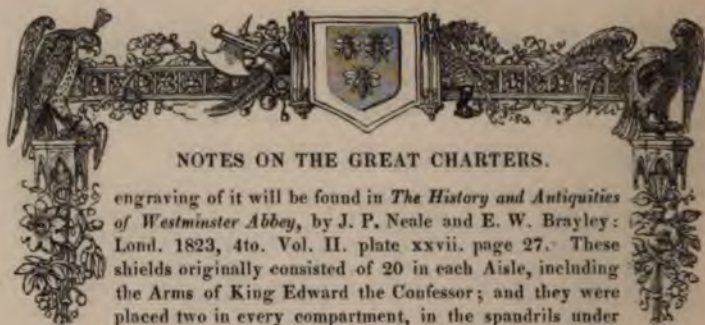 NOTES ON THE GREAT CHARTERS.
engraving of it will be found in The History and Antiquities
of Westminster Abbey, by J. P. Neale and E. W. Brayley:
Lond. 1823, 4to. Vol. II. plate xxvii. page 27. These
shields originally consisted of 20 in each Aisle, including
the Arms of King Edward the Confessor; and they were
placed two in every compartment, in the spandrils under